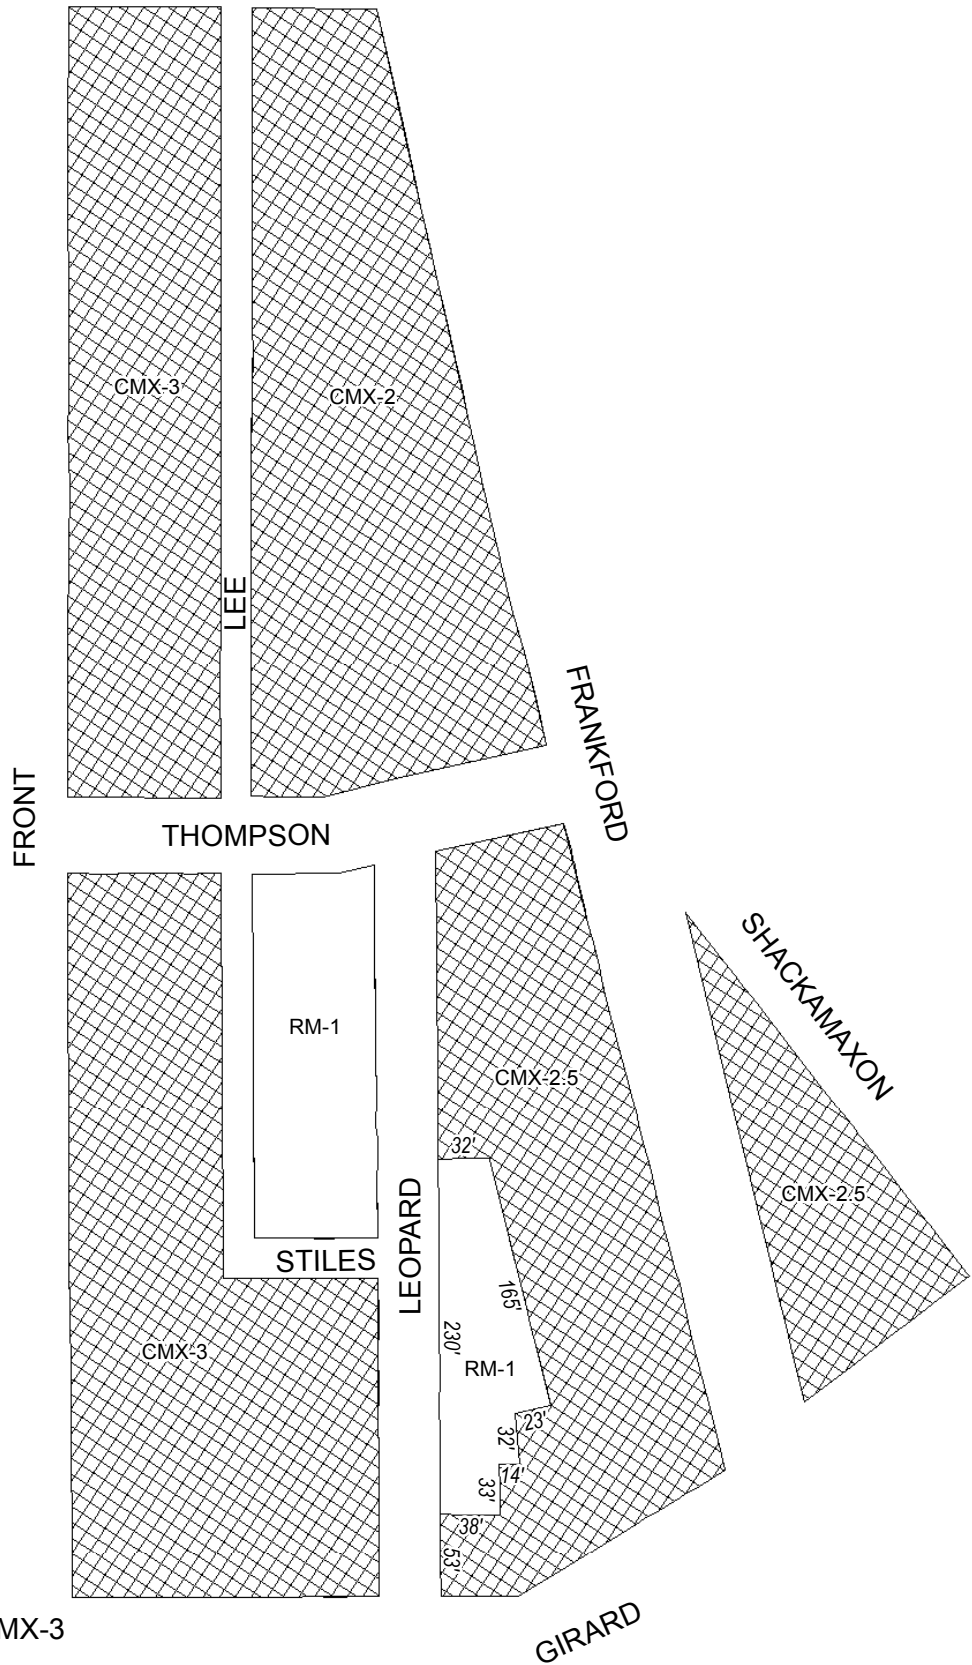 CMX-3
CMX-2
LEE
FRANKFORD
FRONT
THOMPSON
SHACKAMAXON
RM-1
CMX-2.5
32'
CMX-2.5
LEOPARD
STILES
165'
230'
CMX-3
RM-1
23'
32'
14'
33'
38'
53'
MX-3
GIRARD